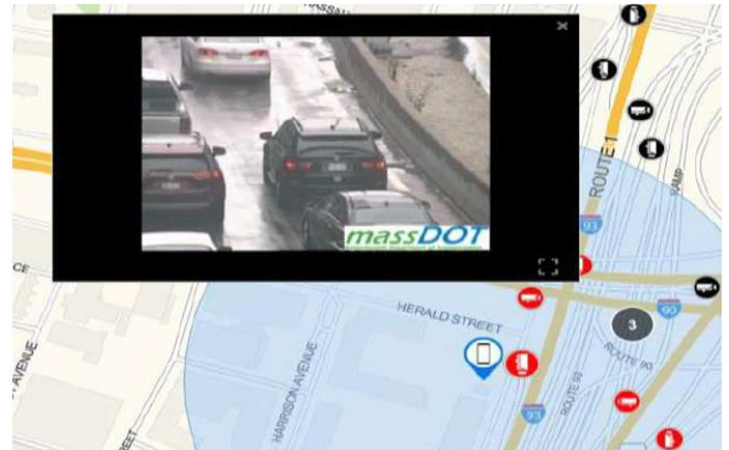 massDOT
ROUTE 1
RAMP
93
CE
90
HERALD STREET
3
ROUTE 90
AVENUE
HARRISON AVENUE
ROUTE 93
93